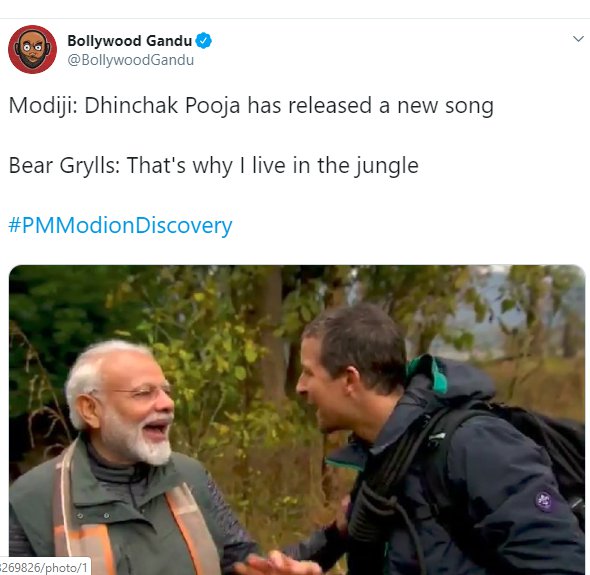 Bollywood Gandu
@BollywoodGandu
Modiji: Dhinchak Pooja has released a new song
Bear Grylls: That's why I live in the jungle
#PMModionDiscovery
269826/photo/1